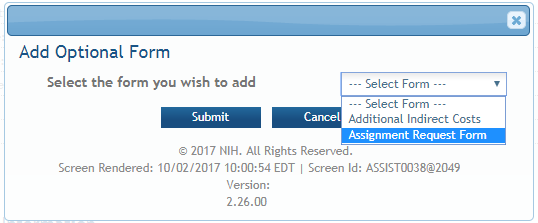 Add Optional Form
Select the form you wish to add
--- Select Form ---
--- Select Form ---
Additional Indirect Costs
Assignment Request Form
Submit
Cancel
© 2017 NIH. All Rights Reserved.
Screen Rendered: 10/02/2017 10:00:54 EDT | Screen Id: ASSIST0038@2049
Version:
2.26.00